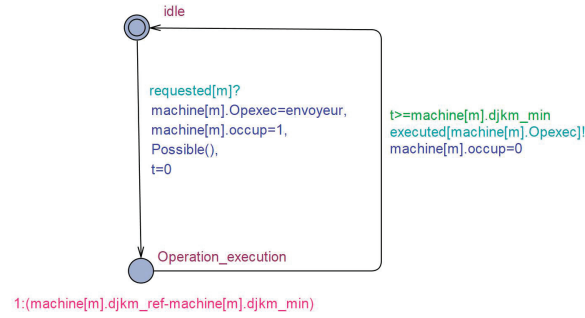 idle
requested[m]?
machine[m].Opexec=envoyeur,
machine[m].occup=1,
Possible(),
t=0
t>=machine[m].djkm_min
executed[machine[m].Opexec]!
machine[m].occup=0
Operation_execution
1:(machine[m].djkm_ref-machine[m].djkm_min)